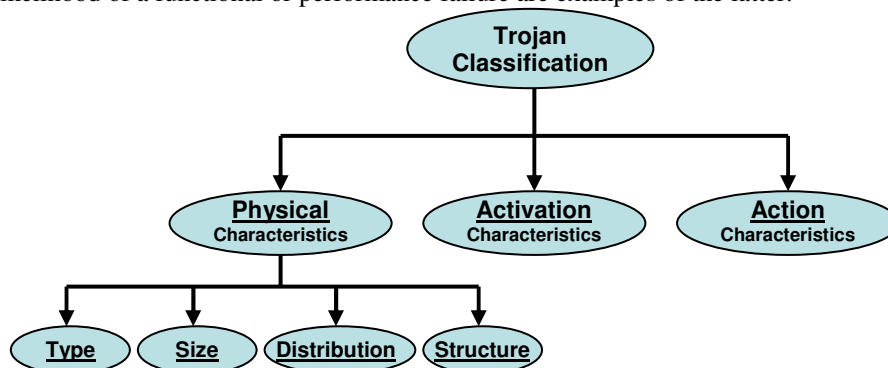 likelihood of a functional or performance failure are examples of the latter.
Trojan
Classification
Physical
Characteristics
Activation
Characteristics
Action
Characteristics
Type
Size
Distribution
Structure